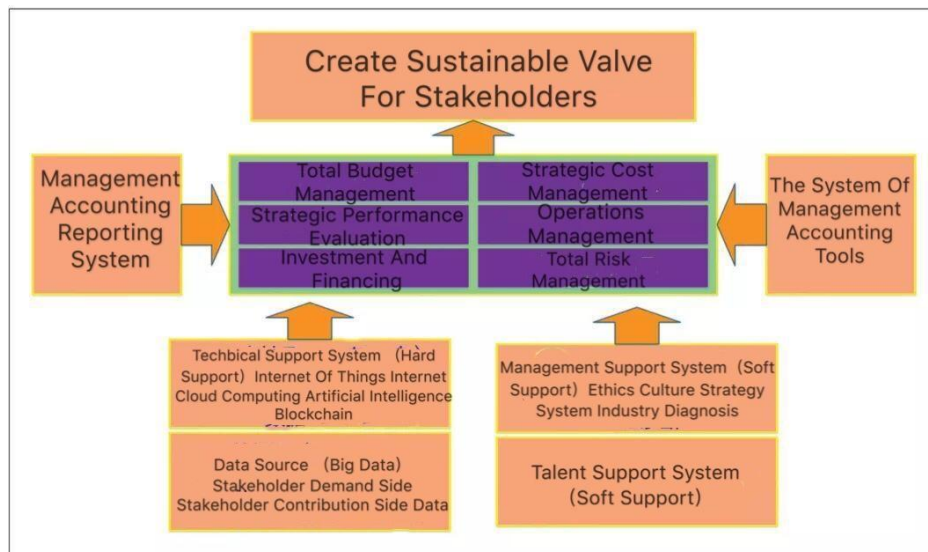 Create Sustainable Valve
For Stakeholders
Management
Accounting
Reporting
System
Total Budget
Management
Strategic Cost
Management
Strategic Performance
Evaluation
Operations
Management
Investment And
Financing
Total Risk
Management
The System Of
Management
Accounting
Tools
Techbical Support System （Hard
Support）Internet Of Things Internet
Cloud Computing Artificial Intelligence
Blockchain
Management Support System（Soft
Support）Ethics Culture Strategy
System Industry Diagnosis
Data Source （Big Data）
Stakeholder Demand Side
Stakeholder Contribution Side Data
Talent Support System
(Soft Support)